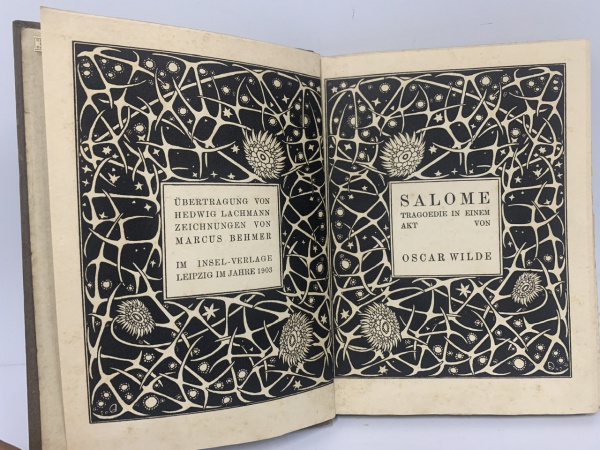 ÜBERTRAGUNG VON
HEDWIG LACHMANN
ZEICHNUNGEN VON
MARCUS BEHMER
IM INSEL-VERLAGE
LEIPZIG IM JAHRE 1903
SALOME
TRAGOEDIE IN EINEM
AKT VON
OSCAR WILDE